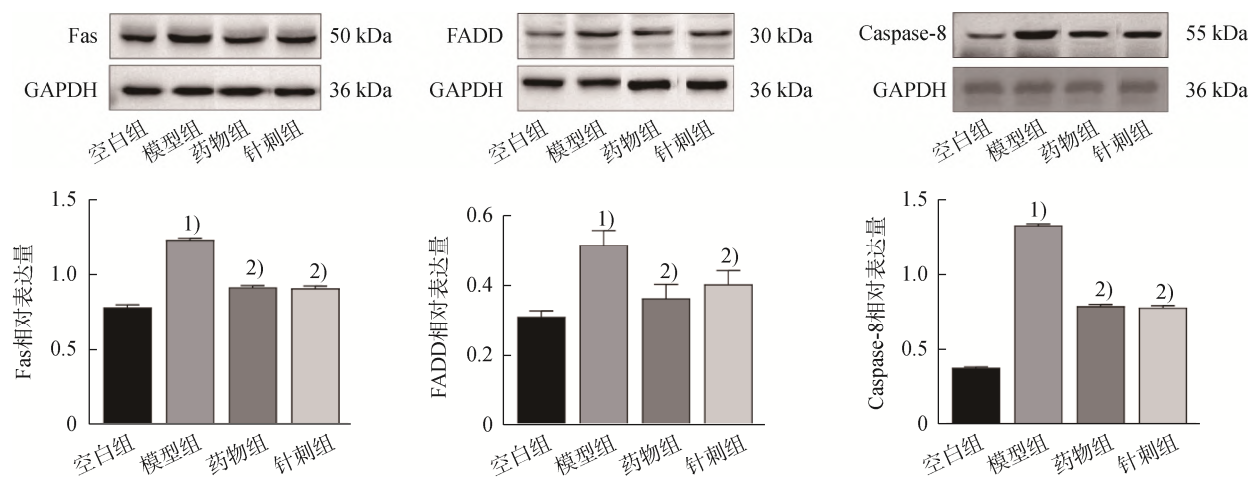 Fas 50 kDa
GAPDH 36 kDa
空白组 模型组 药物组 针刺组
FADD 30 kDa
GAPDH 36 kDa
空白组 模型组 药物组 针刺组
Caspase-8 55 kDa
GAPDH 36 kDa
空白组 模型组 药物组 针刺组
Fas相对表达量
1.5
1.0
0.5
0
1)
2)
2)
空白组 模型组 药物组 针刺组
FADD相对表达量
0.6
0.4
0.2
0
1)
2)
2)
空白组 模型组 药物组 针刺组
Caspase-8相对表达量
1.5
1.0
0.5
0
1)
2)
2)
空白组 模型组 药物组 针刺组